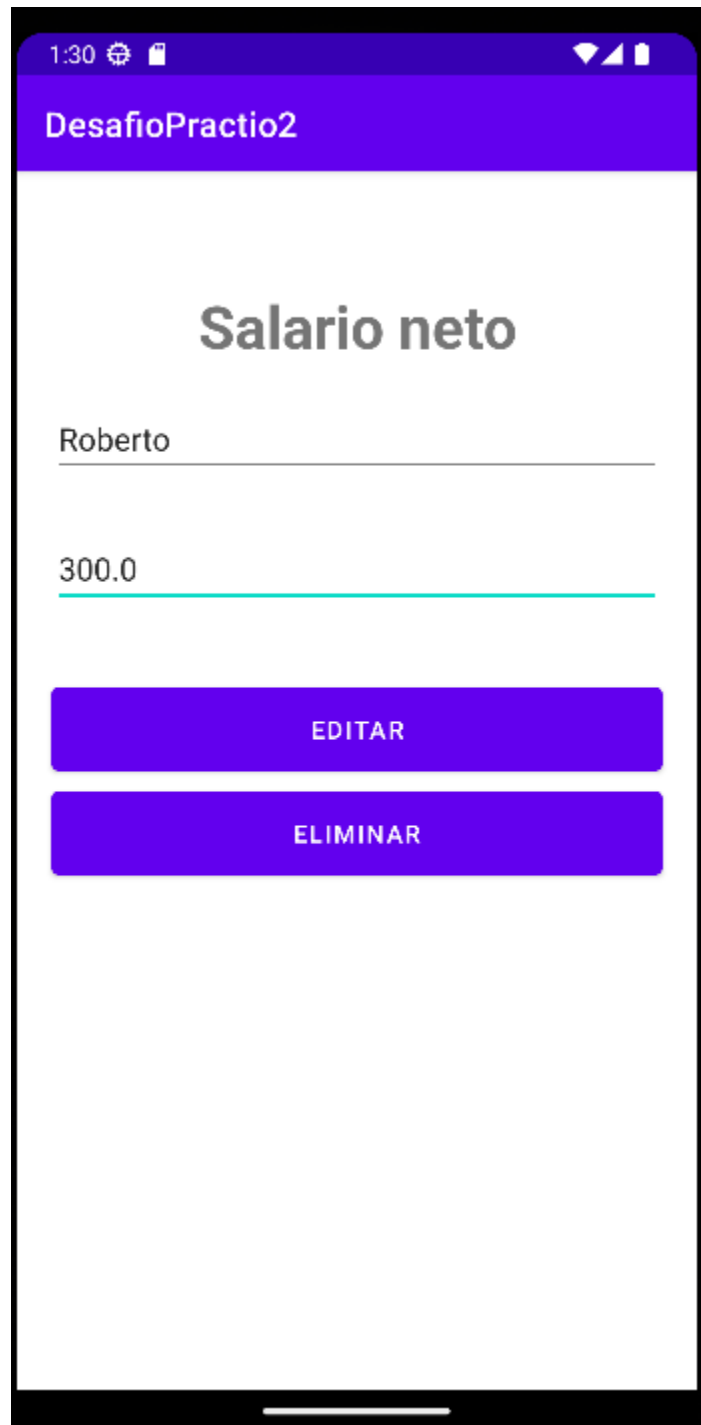 1:30
DesafioPractio2
Salario neto
Roberto
300.0
EDITAR
ELIMINAR